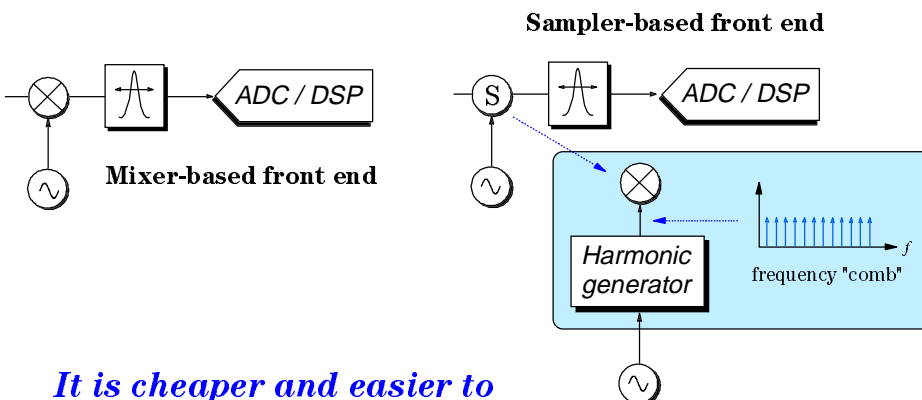 Sampler-based front end
ADC / DSP
S
ADC / DSP
Mixer-based front end
Harmonic
generator
f
frequency "comb"
It is cheaper and easier to